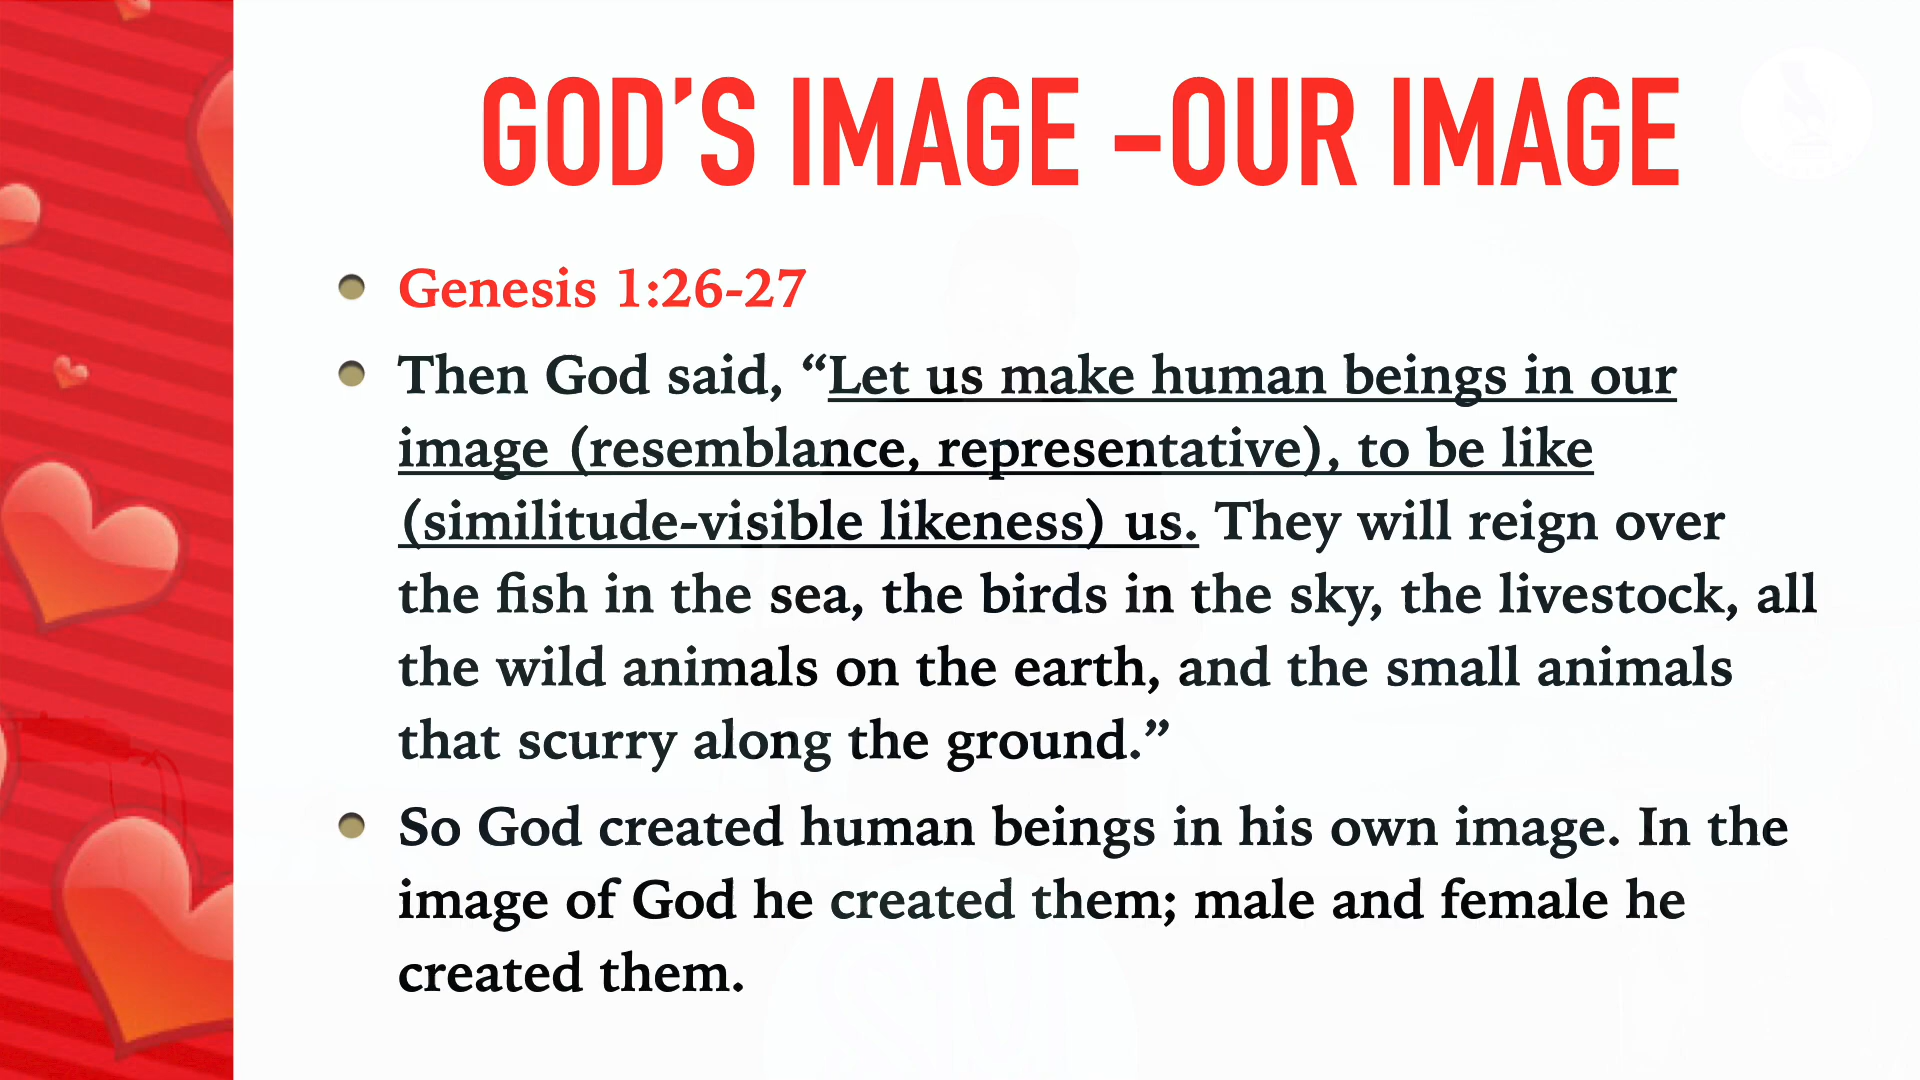 GOD’S IMAGE –OUR IMAGE
Genesis 1:26-27
Then God said, “Let us make human beings in our
image (resemblance, representative), to be like
(similitude-visible likeness) us. They will reign over
the fish in the sea, the birds in the sky, the livestock, all
the wild animals on the earth, and the small animals
that scurry along the ground.”
So God created human beings in his own image. In the
image of God he created them; male and female he
created them.